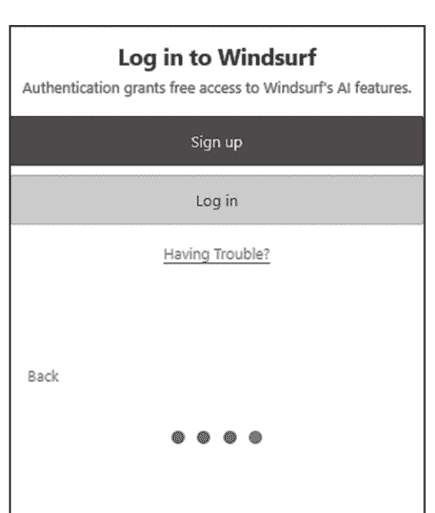 Log in to Windsurf
Authentication grants free access to Windsurf's AI features.
Sign up
Log in
Having Trouble?
Back